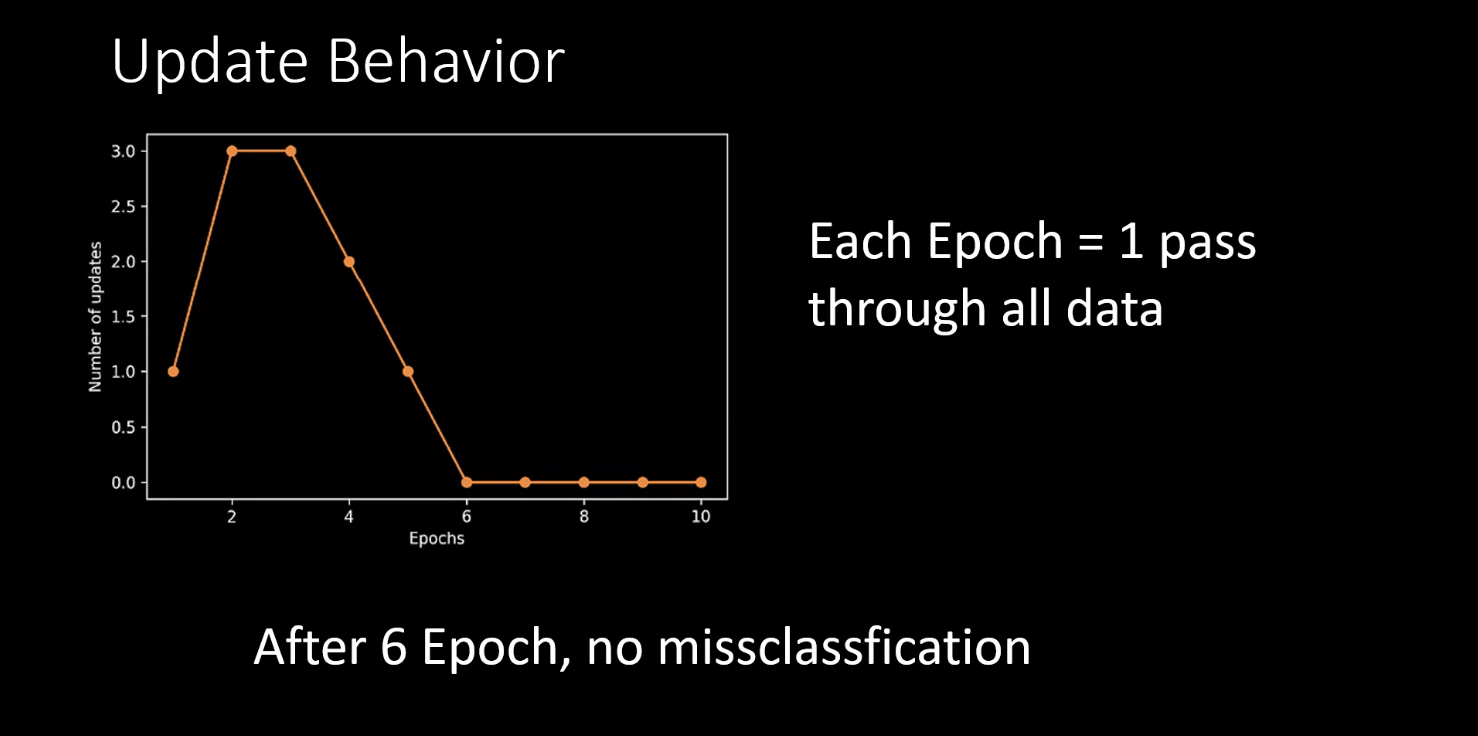 Update Behavior
3.0
2.5
2.0
1.5
1.0
0.5
0.0
Number of updates
2
4
6
8
10
Epochs
Each Epoch = 1 pass
through all data
After 6 Epoch, no missclassfication